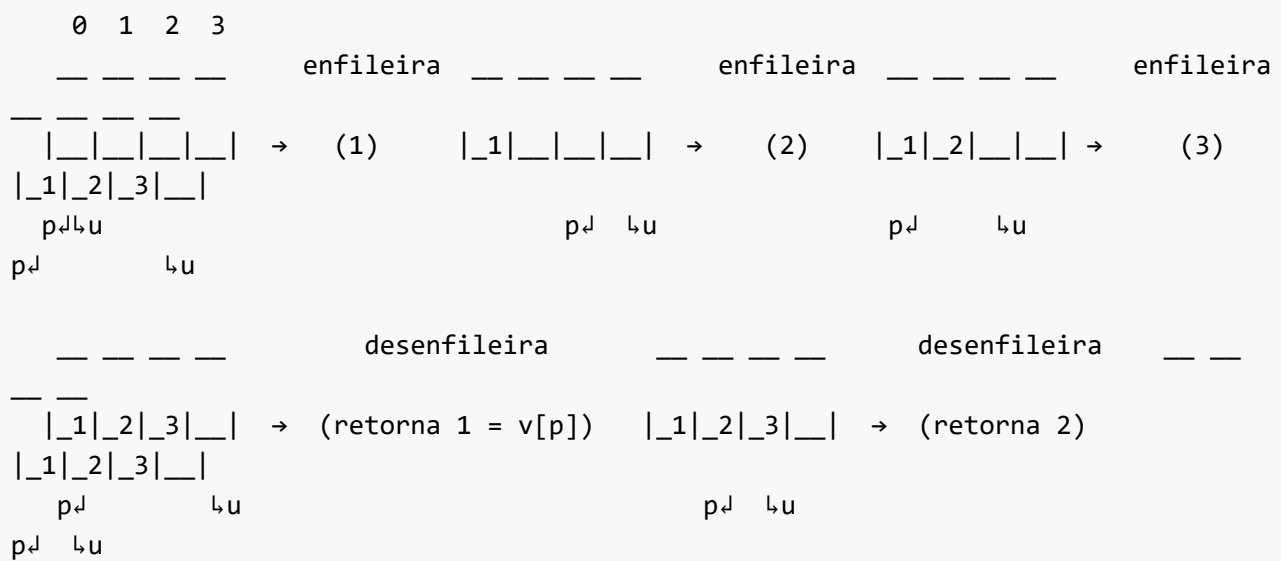 0 1 2 3
__ __ __ __ enfileira __ __ __ __ enfileira __ __ __ __ enfileira
__ __ __ __
|__|__|__|__| → (1) |_1|__|__|__| → (2) |_1|_2|__|__| → (3)
|_1|_2|_3|__|
p↲↳u p↲ ↳u p↲ ↳u
p↲ ↳u
__ __ __ __ desenfileira __ __ __ __ desenfileira __ __
__ __
|_1|_2|_3|__| → (retorna 1 = v[p]) |_1|_2|_3|__| → (retorna 2)
|_1|_2|_3|__|
p↲ ↳u p↲ ↳u
p↲ ↳u